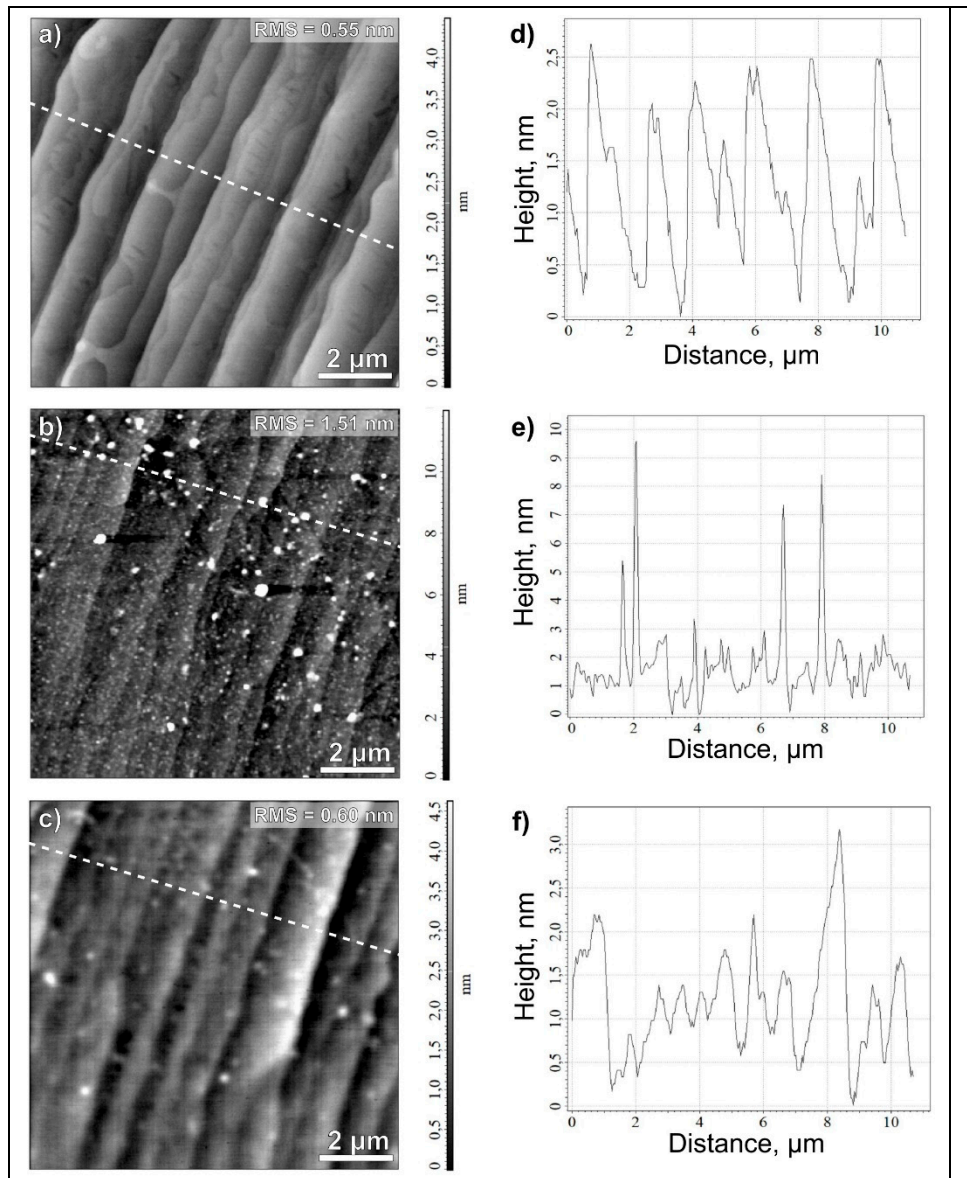 a)
RMS = 0.55 nm
4,0
3,5
3,0
2,5
2,0
1,5
1,0
0,5
0
nm
2 µm
d)
Height, nm
2,5
2,0
1,5
1,0
0,5
0
0 2 4 6 8 10
Distance, µm
b)
RMS = 1.51 nm
10
8
6
4
2
0
nm
2 µm
e)
Height, nm
10
9
8
7
6
5
4
3
2
1
0
0 2 4 6 8 10
Distance, µm
c)
RMS = 0.60 nm
4,5
4,0
3,5
3,0
2,5
2,0
1,5
1,0
0,5
0
nm
2 µm
f)
Height, nm
3,0
2,5
2,0
1,5
1,0
0,5
0
0 2 4 6 8 10
Distance, µm